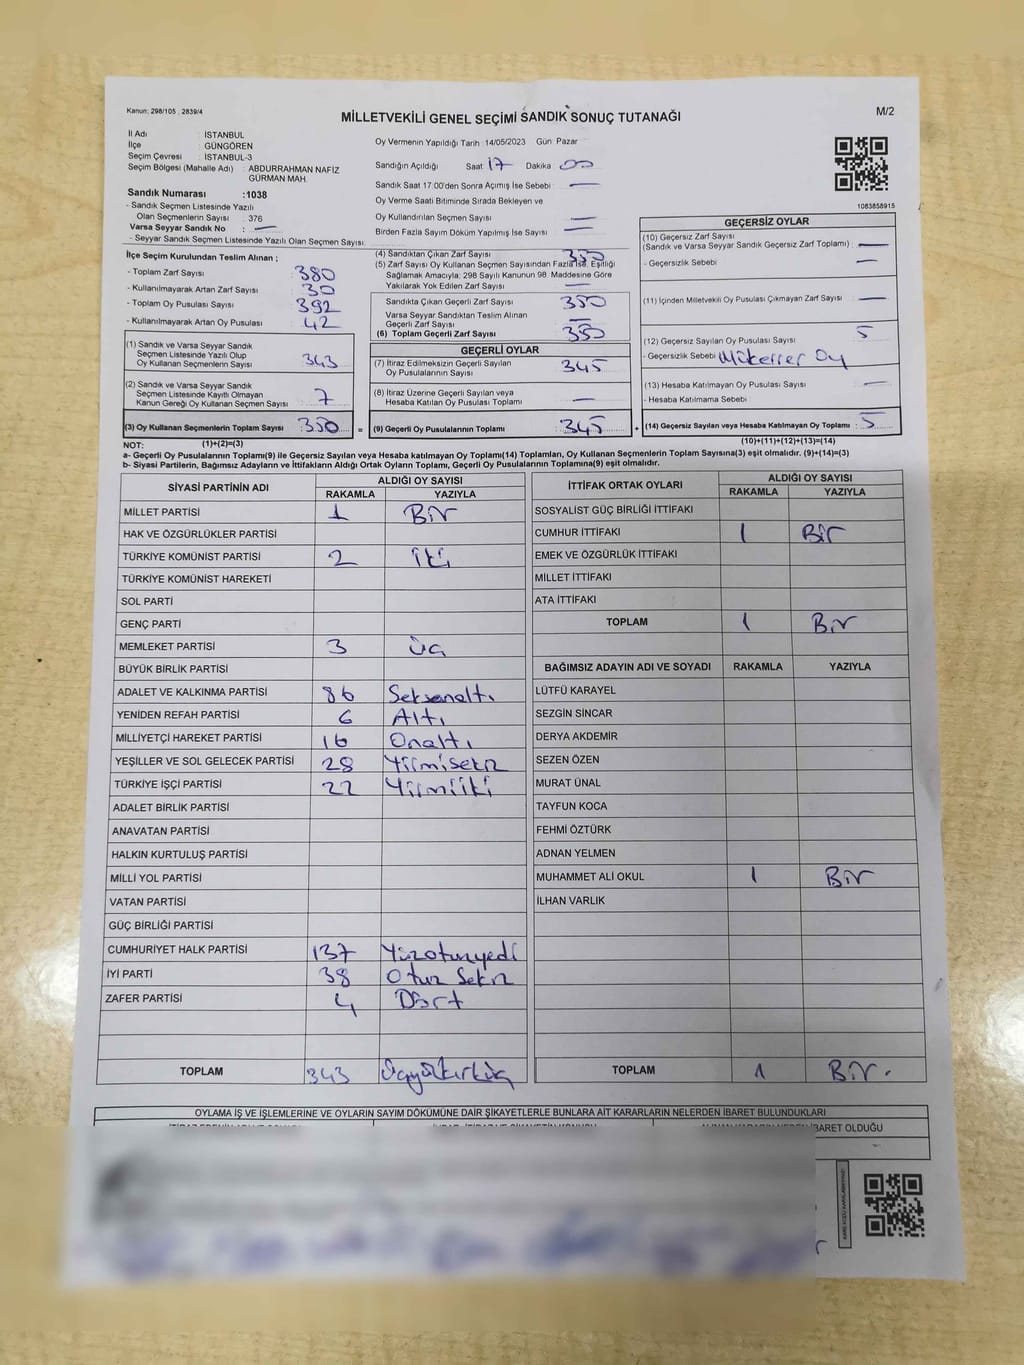 Kanun: 298/105 , 2839/4
MİLLETVEKİLİ GENEL SEÇİMİ SANDIK SONUÇ TUTANAĞI
M/2
İl Adı : İSTANBUL
İlçe : GÜNGÖREN
Seçim Çevresi : İSTANBUL-3
Seçim Bölgesi (Mahalle Adı) : ABDURRAHMAN NAFİZ
GÜRMAN MAH.
Sandık Numarası :1038
- Sandık Seçmen Listesinde Yazılı
Olan Seçmenlerin Sayısı : 376
Varsa Seyyar Sandık No : —
- Seyyar Sandık Seçmen Listesinde Yazılı Olan Seçmen Sayısı:
Oy Vermenin Yapıldığı Tarih 14/05/2023 Gün: Pazar
Sandığın Açıldığı Saat 17 Dakika : 00
Sandık Saat 17.00'den Sonra Açımış İse Sebebi : —
Oy Verme Saati Bitiminde Sırada Bekleyen ve
Oy Kullandırılan Seçmen Sayısı : —
Birden Fazla Sayım Döküm Yapılmış İse Sayısı : —
1083858915
İlçe Seçim Kurulundan Teslim Alınan ;
- Toplam Zarf Sayısı : 380
- Kullanılmayarak Artan Zarf Sayısı : 30
- Toplam Oy Pusulası Sayısı : 392
- Kullanılmayarak Artan Oy Pusulası : 42
(1) Sandık ve Varsa Seyyar Sandık
Seçmen Listesinde Yazılı Olup
Oy Kullanan Seçmenlerin Sayısı : 343
(2) Sandık ve Varsa Seyyar Sandık
Seçmen Listesinde Kayıtlı Olmayan
Kanun Gereği Oy Kullanan Seçmen Sayısı : 7
(3) Oy Kullanan Seçmenlerin Toplam Sayısı : 350
(4) Sandıktan Çıkan Zarf Sayısı : 350
(5) Zarf Sayısı Oy Kullanan Seçmen Sayısından Fazla İse, Eşitliği
Sağlamak Amacıyla; 298 Sayılı Kanunun 98. Maddesine Göre
Yakılarak Yok Edilen Zarf Sayısı : —
Sandıkta Çıkan Geçerli Zarf Sayısı : 350
Varsa Seyyar Sandıktan Teslim Alınan
Geçerli Zarf Sayısı : —
(6) Toplam Geçerli Zarf Sayısı : 350
GEÇERLİ OYLAR
(7) İtiraz Edilmeksizin Geçerli Sayılan
Oy Pusulalarının Sayısı : 345
(8) İtiraz Üzerine Geçerli Sayılan veya
Hesaba Katılan Oy Pusulası Toplamı : —
= (9) Geçerli Oy Pusulalarının Toplamı : 345
GEÇERSİZ OYLAR
(10) Geçersiz Zarf Sayısı
(Sandık ve Varsa Seyyar Sandık Geçersiz Zarf Toplamı) : —
- Geçersizlik Sebebi : —
(11) İçinden Milletvekili Oy Pusulası Çıkmayan Zarf Sayısı : —
(12) Geçersiz Sayılan Oy Pusulası Sayısı : 5
- Geçersizlik Sebebi : Mükerrer Oy
(13) Hesaba Katılmayan Oy Pusulası Sayısı : —
- Hesaba Katılmama Sebebi :
+ (14) Geçersiz Sayılan veya Hesaba Katılmayan Oy Toplamı : 5
NOT: (1)+(2)=(3)
(10)+(11)+(12)+(13)=(14)
a- Geçerli Oy Pusulalarının Toplamı(9) ile Geçersiz Sayılan veya Hesaba Katılmayan Oy Toplamı(14) Toplamları, Oy Kullanan Seçmenlerin Toplam Sayısına(3) eşit olmalıdır. (9)+(14)=(3)
b- Siyasi Partilerin, Bağımsız Adayların ve İttifakların Aldığı Ortak Oyların Toplamı, Geçerli Oy Pusulalarının Toplamına(9) eşit olmalıdır.
SİYASİ PARTİNİN ADI ALDIĞI OY SAYISI
RAKAMLA YAZIYLA
MİLLET PARTİSİ 1 Bir
HAK VE ÖZGÜRLÜKLER PARTİSİ
TÜRKİYE KOMÜNİST PARTİSİ 2 iki
TÜRKİYE KOMÜNİST HAREKETİ
SOL PARTİ
GENÇ PARTİ
MEMLEKET PARTİSİ 3 Üç
BÜYÜK BİRLİK PARTİSİ
ADALET VE KALKINMA PARTİSİ 86 Seksenaltı
YENİDEN REFAH PARTİSİ 6 Altı
MİLLİYETÇİ HAREKET PARTİSİ 16 Onaltı
YEŞİLLER VE SOL GELECEK PARTİSİ 28 Yirmisekiz
TÜRKİYE İŞÇİ PARTİSİ 22 Yirmiiki
ADALET BİRLİK PARTİSİ
ANAVATAN PARTİSİ
HALKIN KURTULUŞ PARTİSİ
MİLLİ YOL PARTİSİ
VATAN PARTİSİ
GÜÇ BİRLİĞİ PARTİSİ
CUMHURİYET HALK PARTİSİ 137 Yüzotuzyedi
İYİ PARTİ 38 Otuz Sekiz
ZAFER PARTİSİ 4 Dört
TOPLAM 343 Üçyüzkırküç
İTTİFAK ORTAK OYLARI ALDIĞI OY SAYISI
RAKAMLA YAZIYLA
SOSYALİST GÜÇ BİRLİĞİ İTTİFAKI
CUMHUR İTTİFAKI 1 Bir
EMEK VE ÖZGÜRLÜK İTTİFAKI
MİLLET İTTİFAKI
ATA İTTİFAKI
TOPLAM 1 Bir
BAĞIMSIZ ADAYIN ADI VE SOYADI RAKAMLA YAZIYLA
LÜTFÜ KARAYEL
SEZGİN SİNCAR
DERYA AKDEMİR
SEZEN ÖZEN
MURAT ÜNAL
TAYFUN KOCA
FEHMİ ÖZTÜRK
ADNAN YELMEN
MUHAMMET ALİ OKUL 1 Bir
İLHAN VARLIK
TOPLAM 1 Bir.
OYLAMA İŞ VE İŞLEMLERİNE VE OYLARIN SAYIM DÖKÜMÜNE DAİR ŞİKAYETLERLE BUNLARA AİT KARARLARIN NELERDEN İBARET BULUNDUKLARI
İBARET OLDUĞU